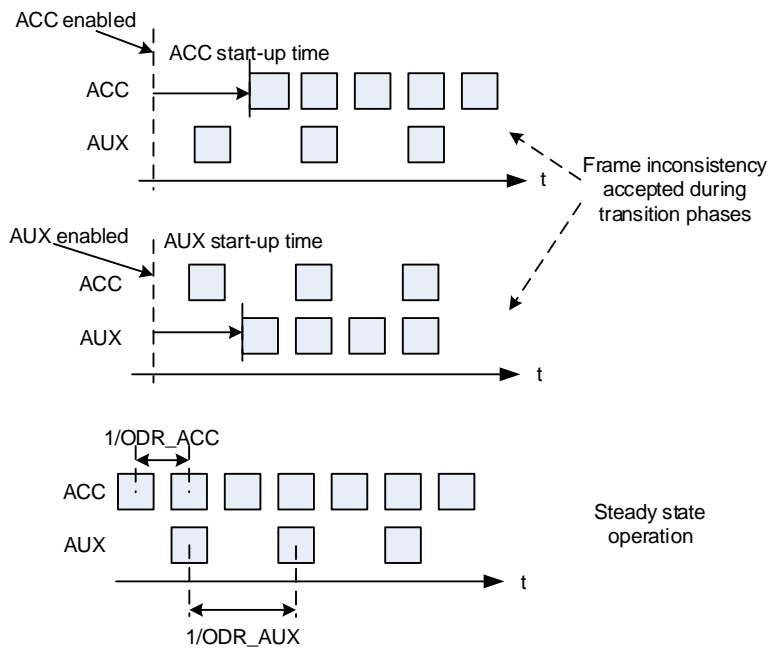 ACC enabled
ACC start-up time
ACC
AUX
t
Frame inconsistency
accepted during
transition phases
AUX enabled
AUX start-up time
ACC
AUX
t
1/ODR_ACC
ACC
AUX
t
1/ODR_AUX
Steady state
operation